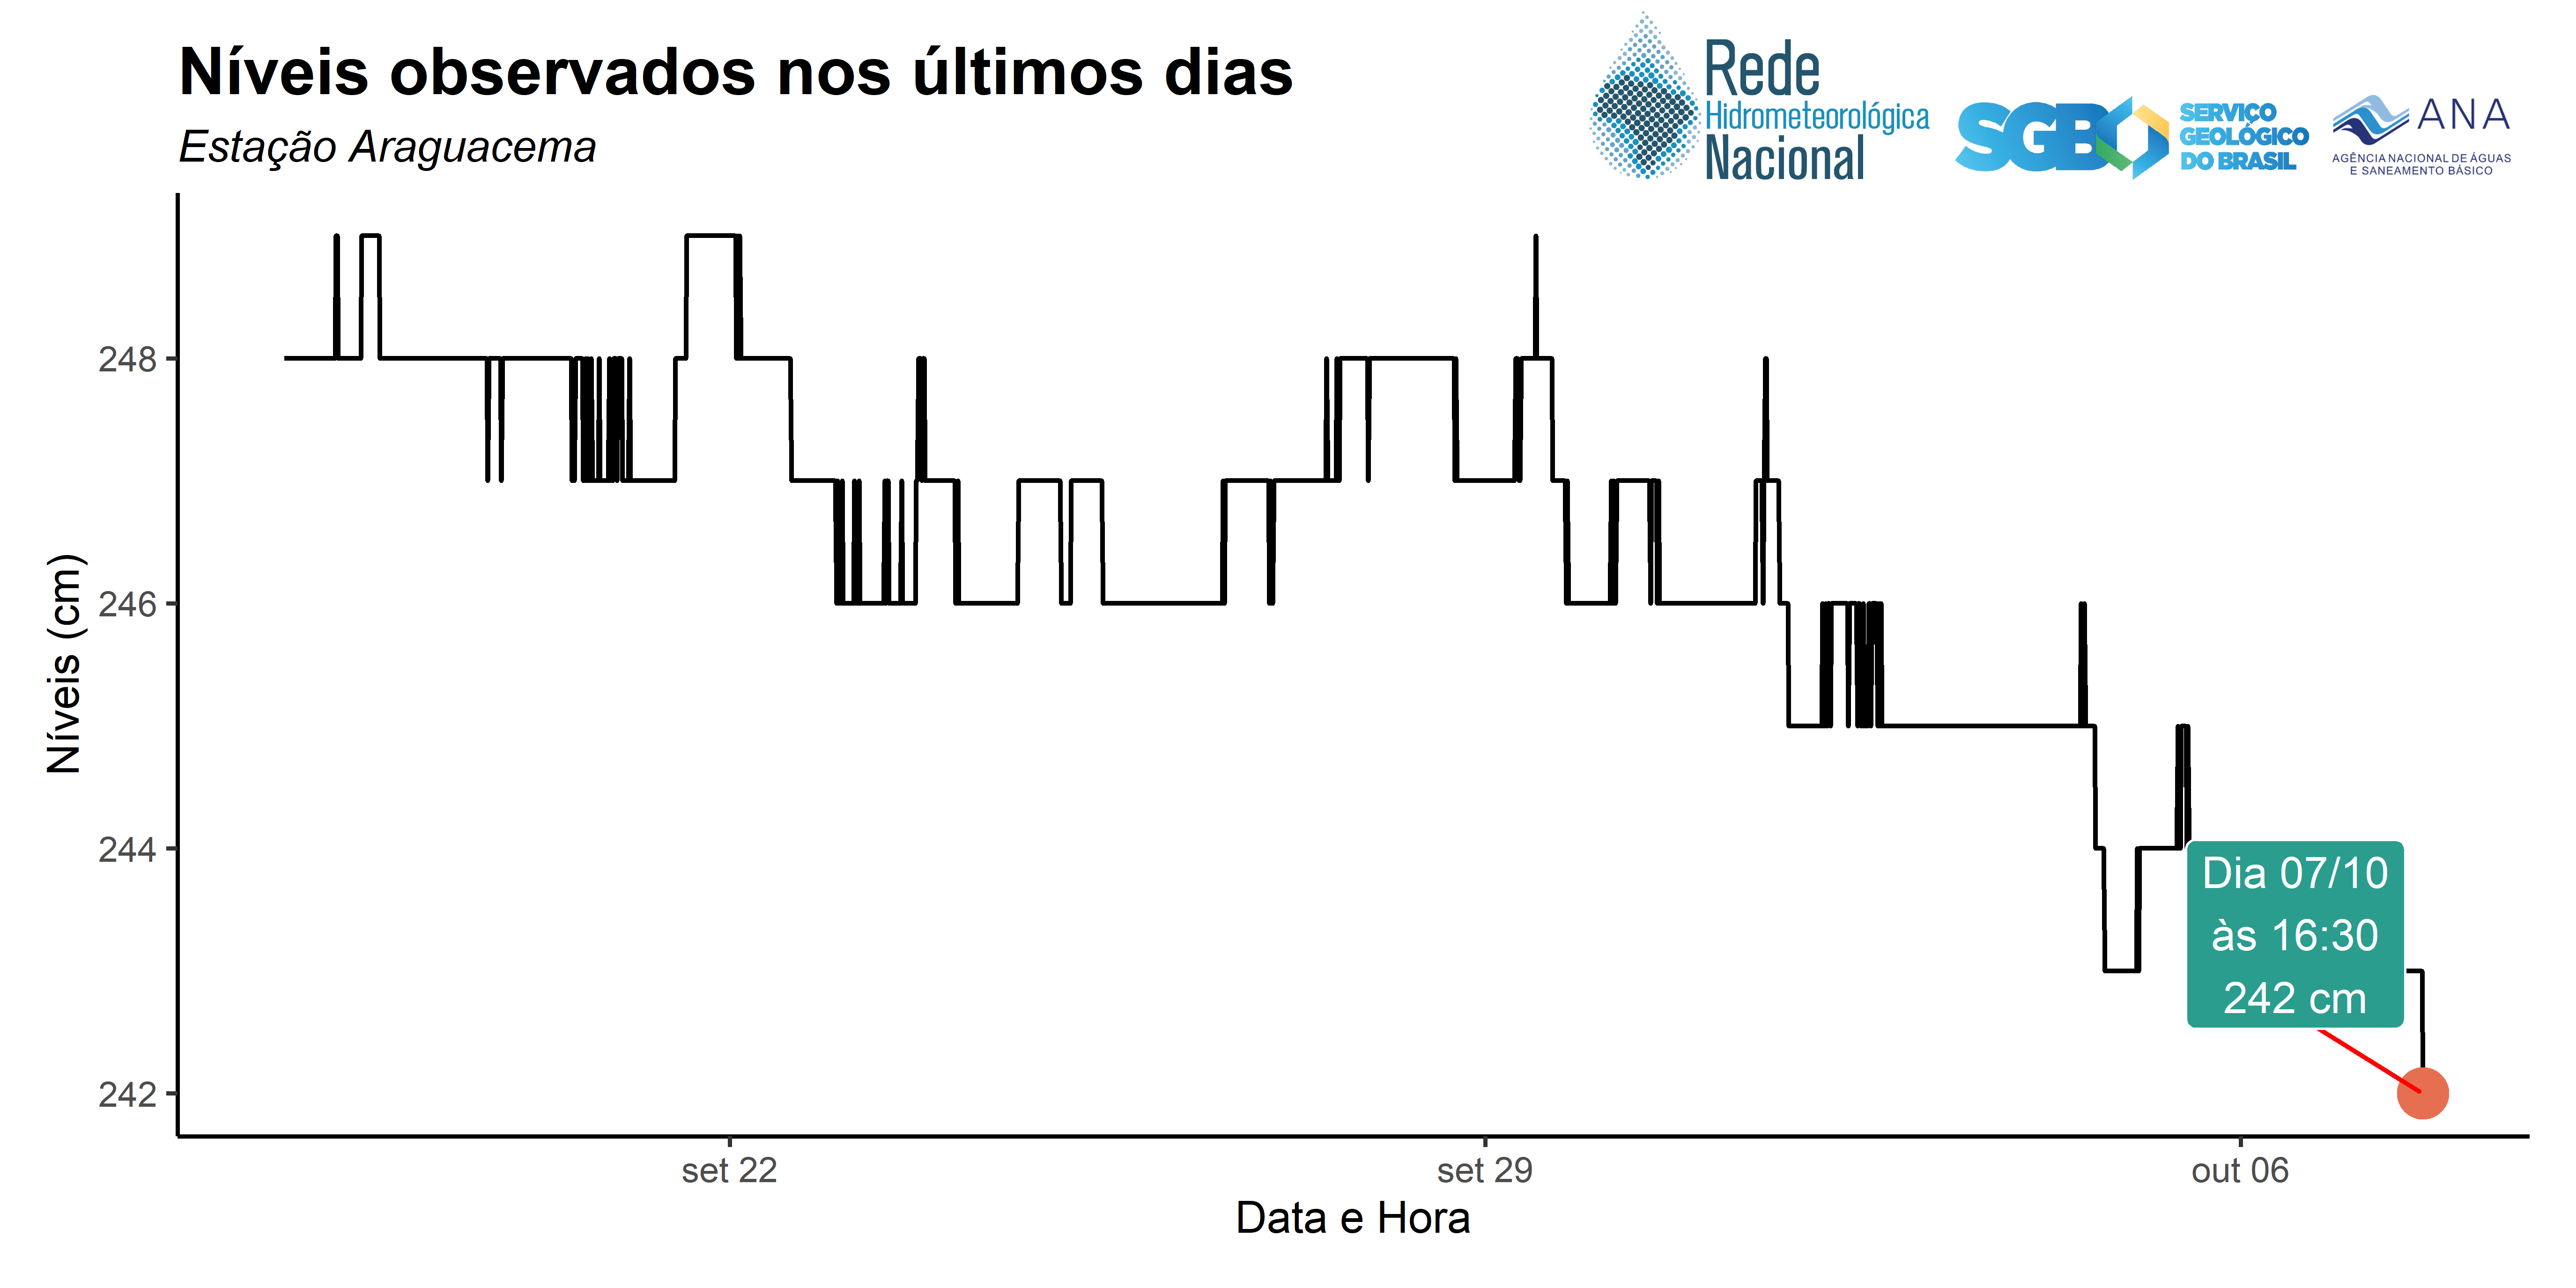 Níveis observados nos últimos dias
Estação Araguacema
Rede
Hidrometeorológica
Nacional
SGB
SERVIÇO
GEOLÓGICO
DO BRASIL
ANA
AGÊNCIA NACIONAL DE ÁGUAS
E SANEAMENTO BÁSICO
Níveis (cm)
248
246
244
242
Dia 07/10
às 16:30
242 cm
set 22
set 29
out 06
Data e Hora